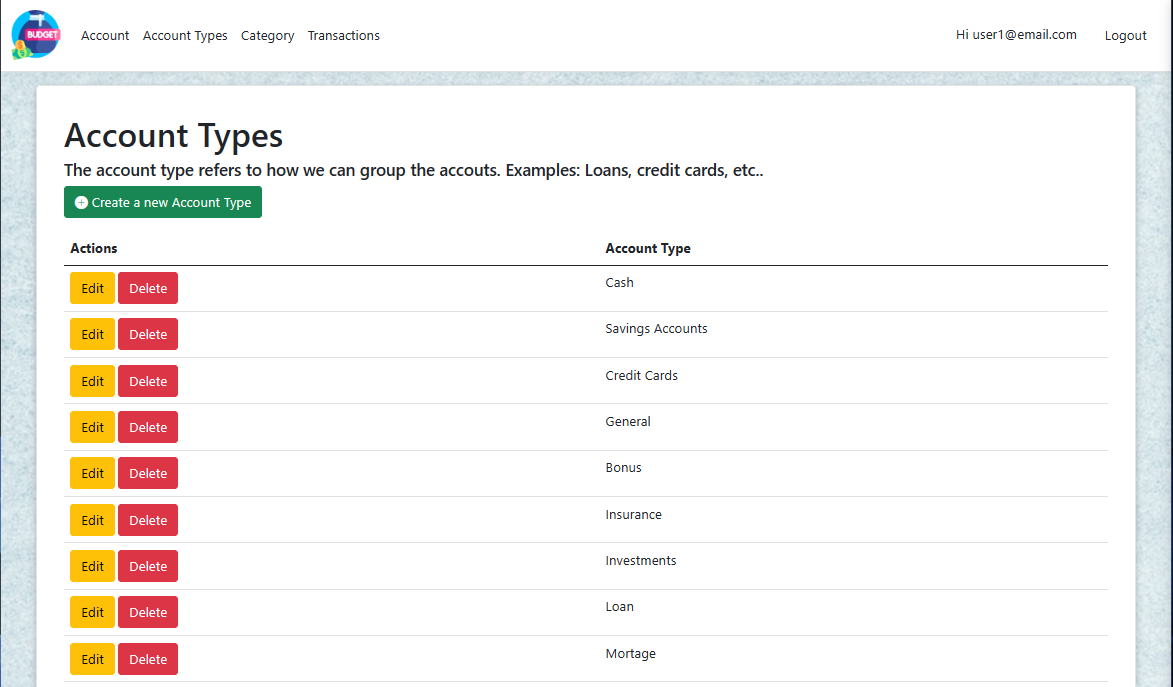 BUDGET
Account Account Types Category Transactions Hi user1@email.com Logout
Account Types
The account type refers to how we can group the accouts. Examples: Loans, credit cards, etc..
Create a new Account Type
Actions Account Type
Edit Delete Cash
Edit Delete Savings Accounts
Edit Delete Credit Cards
Edit Delete General
Edit Delete Bonus
Edit Delete Insurance
Edit Delete Investments
Edit Delete Loan
Edit Delete Mortage